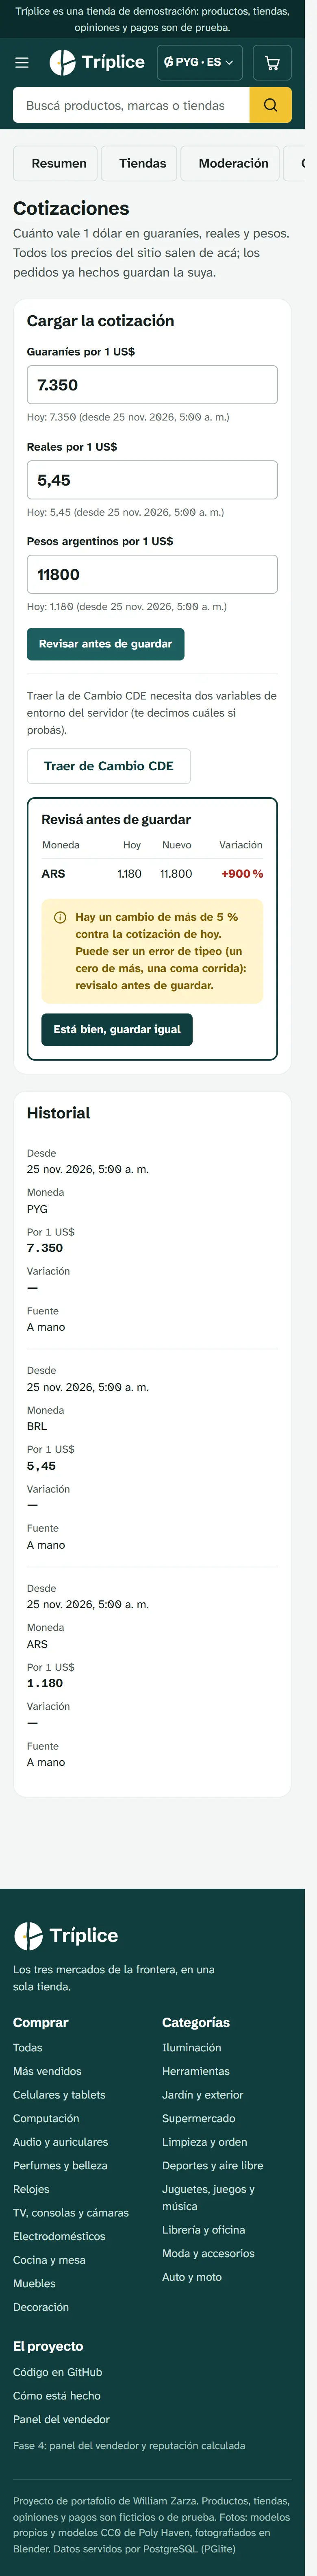 Tríplice es una tienda de demostración: productos, tiendas,
opiniones y pagos son de prueba.
Tríplice
₲ PYG · ES
Buscá productos, marcas o tiendas
Resumen
Tiendas
Moderación
Cotizaciones
Cuánto vale 1 dólar en guaraníes, reales y pesos.
Todos los precios del sitio salen de acá; los
pedidos ya hechos guardan la suya.
Cargar la cotización
Guaraníes por 1 US$
7.350
Hoy: 7.350 (desde 25 nov. 2026, 5:00 a. m.)
Reales por 1 US$
5,45
Hoy: 5,45 (desde 25 nov. 2026, 5:00 a. m.)
Pesos argentinos por 1 US$
11800
Hoy: 1.180 (desde 25 nov. 2026, 5:00 a. m.)
Revisar antes de guardar
Traer la de Cambio CDE necesita dos variables de
entorno del servidor (te decimos cuáles si
probás).
Traer de Cambio CDE
Revisá antes de guardar
Moneda Hoy Nuevo Variación
ARS 1.180 11.800 +900 %
Hay un cambio de más de 5 %
contra la cotización de hoy.
Puede ser un error de tipeo (un
cero de más, una coma corrida):
revisalo antes de guardar.
Está bien, guardar igual
Historial
Desde
25 nov. 2026, 5:00 a. m.
Moneda
PYG
Por 1 US$
7.350
Variación
—
Fuente
A mano
Desde
25 nov. 2026, 5:00 a. m.
Moneda
BRL
Por 1 US$
5,45
Variación
—
Fuente
A mano
Desde
25 nov. 2026, 5:00 a. m.
Moneda
ARS
Por 1 US$
1.180
Variación
—
Fuente
A mano
Tríplice
Los tres mercados de la frontera, en una
sola tienda.
Comprar
Todas
Más vendidos
Celulares y tablets
Computación
Audio y auriculares
Perfumes y belleza
Relojes
TV, consolas y cámaras
Electrodomésticos
Cocina y mesa
Muebles
Decoración
Categorías
Iluminación
Herramientas
Jardín y exterior
Supermercado
Limpieza y orden
Deportes y aire libre
Juguetes, juegos y
música
Librería y oficina
Moda y accesorios
Auto y moto
El proyecto
Código en GitHub
Cómo está hecho
Panel del vendedor
Fase 4: panel del vendedor y reputación calculada
Proyecto de portafolio de William Zarza. Productos, tiendas,
opiniones y pagos son ficticios o de prueba. Fotos: modelos
propios y modelos CC0 de Poly Haven, fotografiados en
Blender. Datos servidos por PostgreSQL (PGlite)